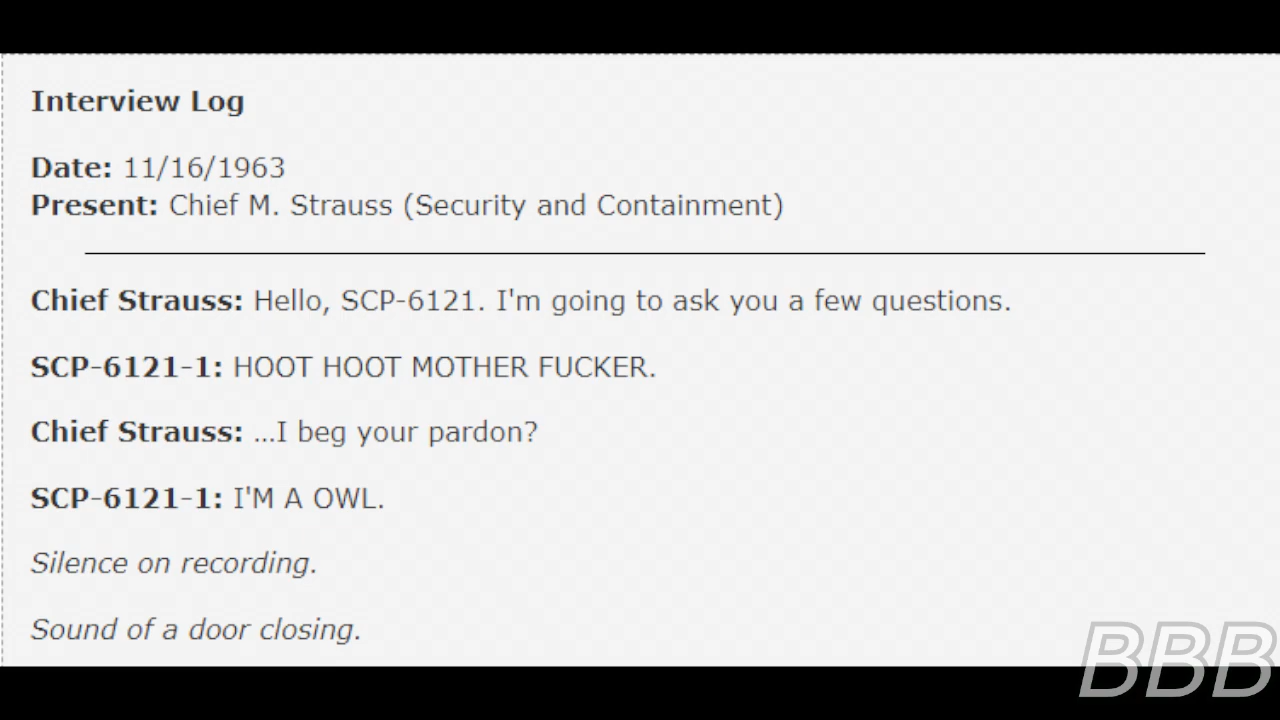 Interview Log
Date: 11/16/1963
Present: Chief M. Strauss (Security and Containment)
Chief Strauss: Hello, SCP-6121. I'm going to ask you a few questions.
SCP-6121-1: HOOT HOOT MOTHER FUCKER.
Chief Strauss: ...I beg your pardon?
SCP-6121-1: I'M A OWL.
Silence on recording.
Sound of a door closing.
BBB